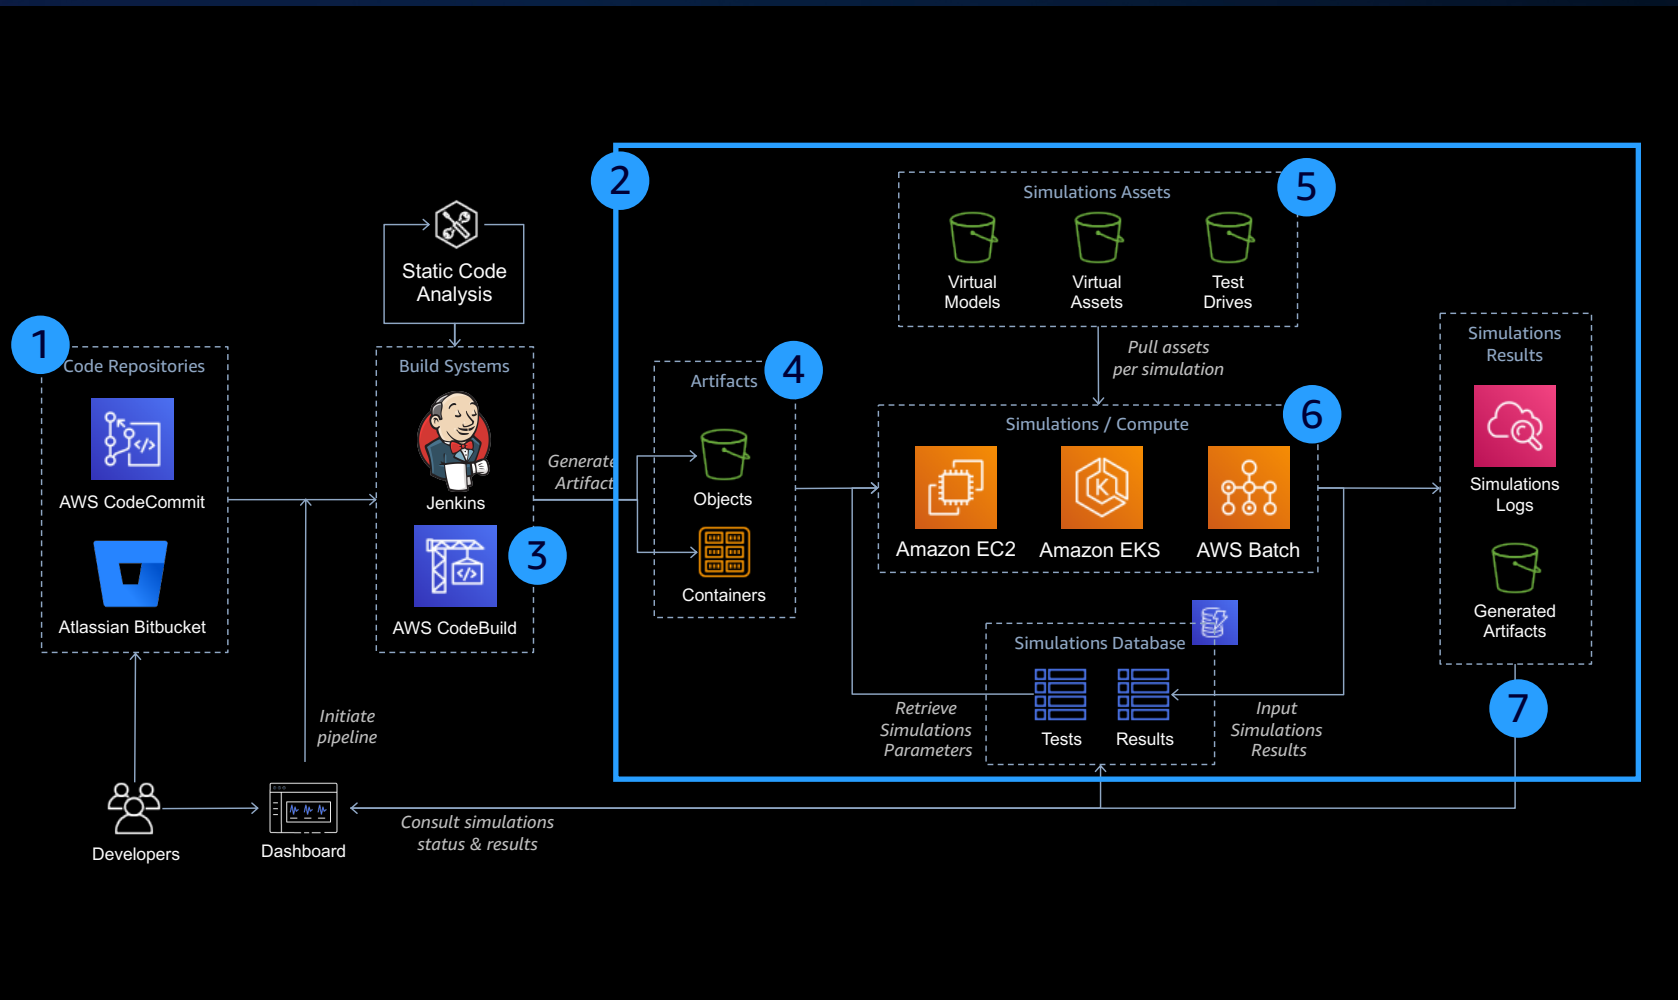 2
5
Simulations Assets
Virtual
Models
Virtual
Assets
Test
Drives
Static Code
Analysis
1
Code Repositories
AWS CodeCommit
Atlassian Bitbucket
Build Systems
Jenkins
3
AWS CodeBuild
Generate
Artifact
4
Artifacts
Objects
Containers
Pull assets
per simulation
6
Simulations / Compute
Amazon EC2
Amazon EKS
AWS Batch
Simulations
Results
Simulations
Logs
Generated
Artifacts
7
Simulations Database
Tests
Results
Retrieve
Simulations
Parameters
Input
Simulations
Results
Initiate
pipeline
Developers
Dashboard
Consult simulations
status & results